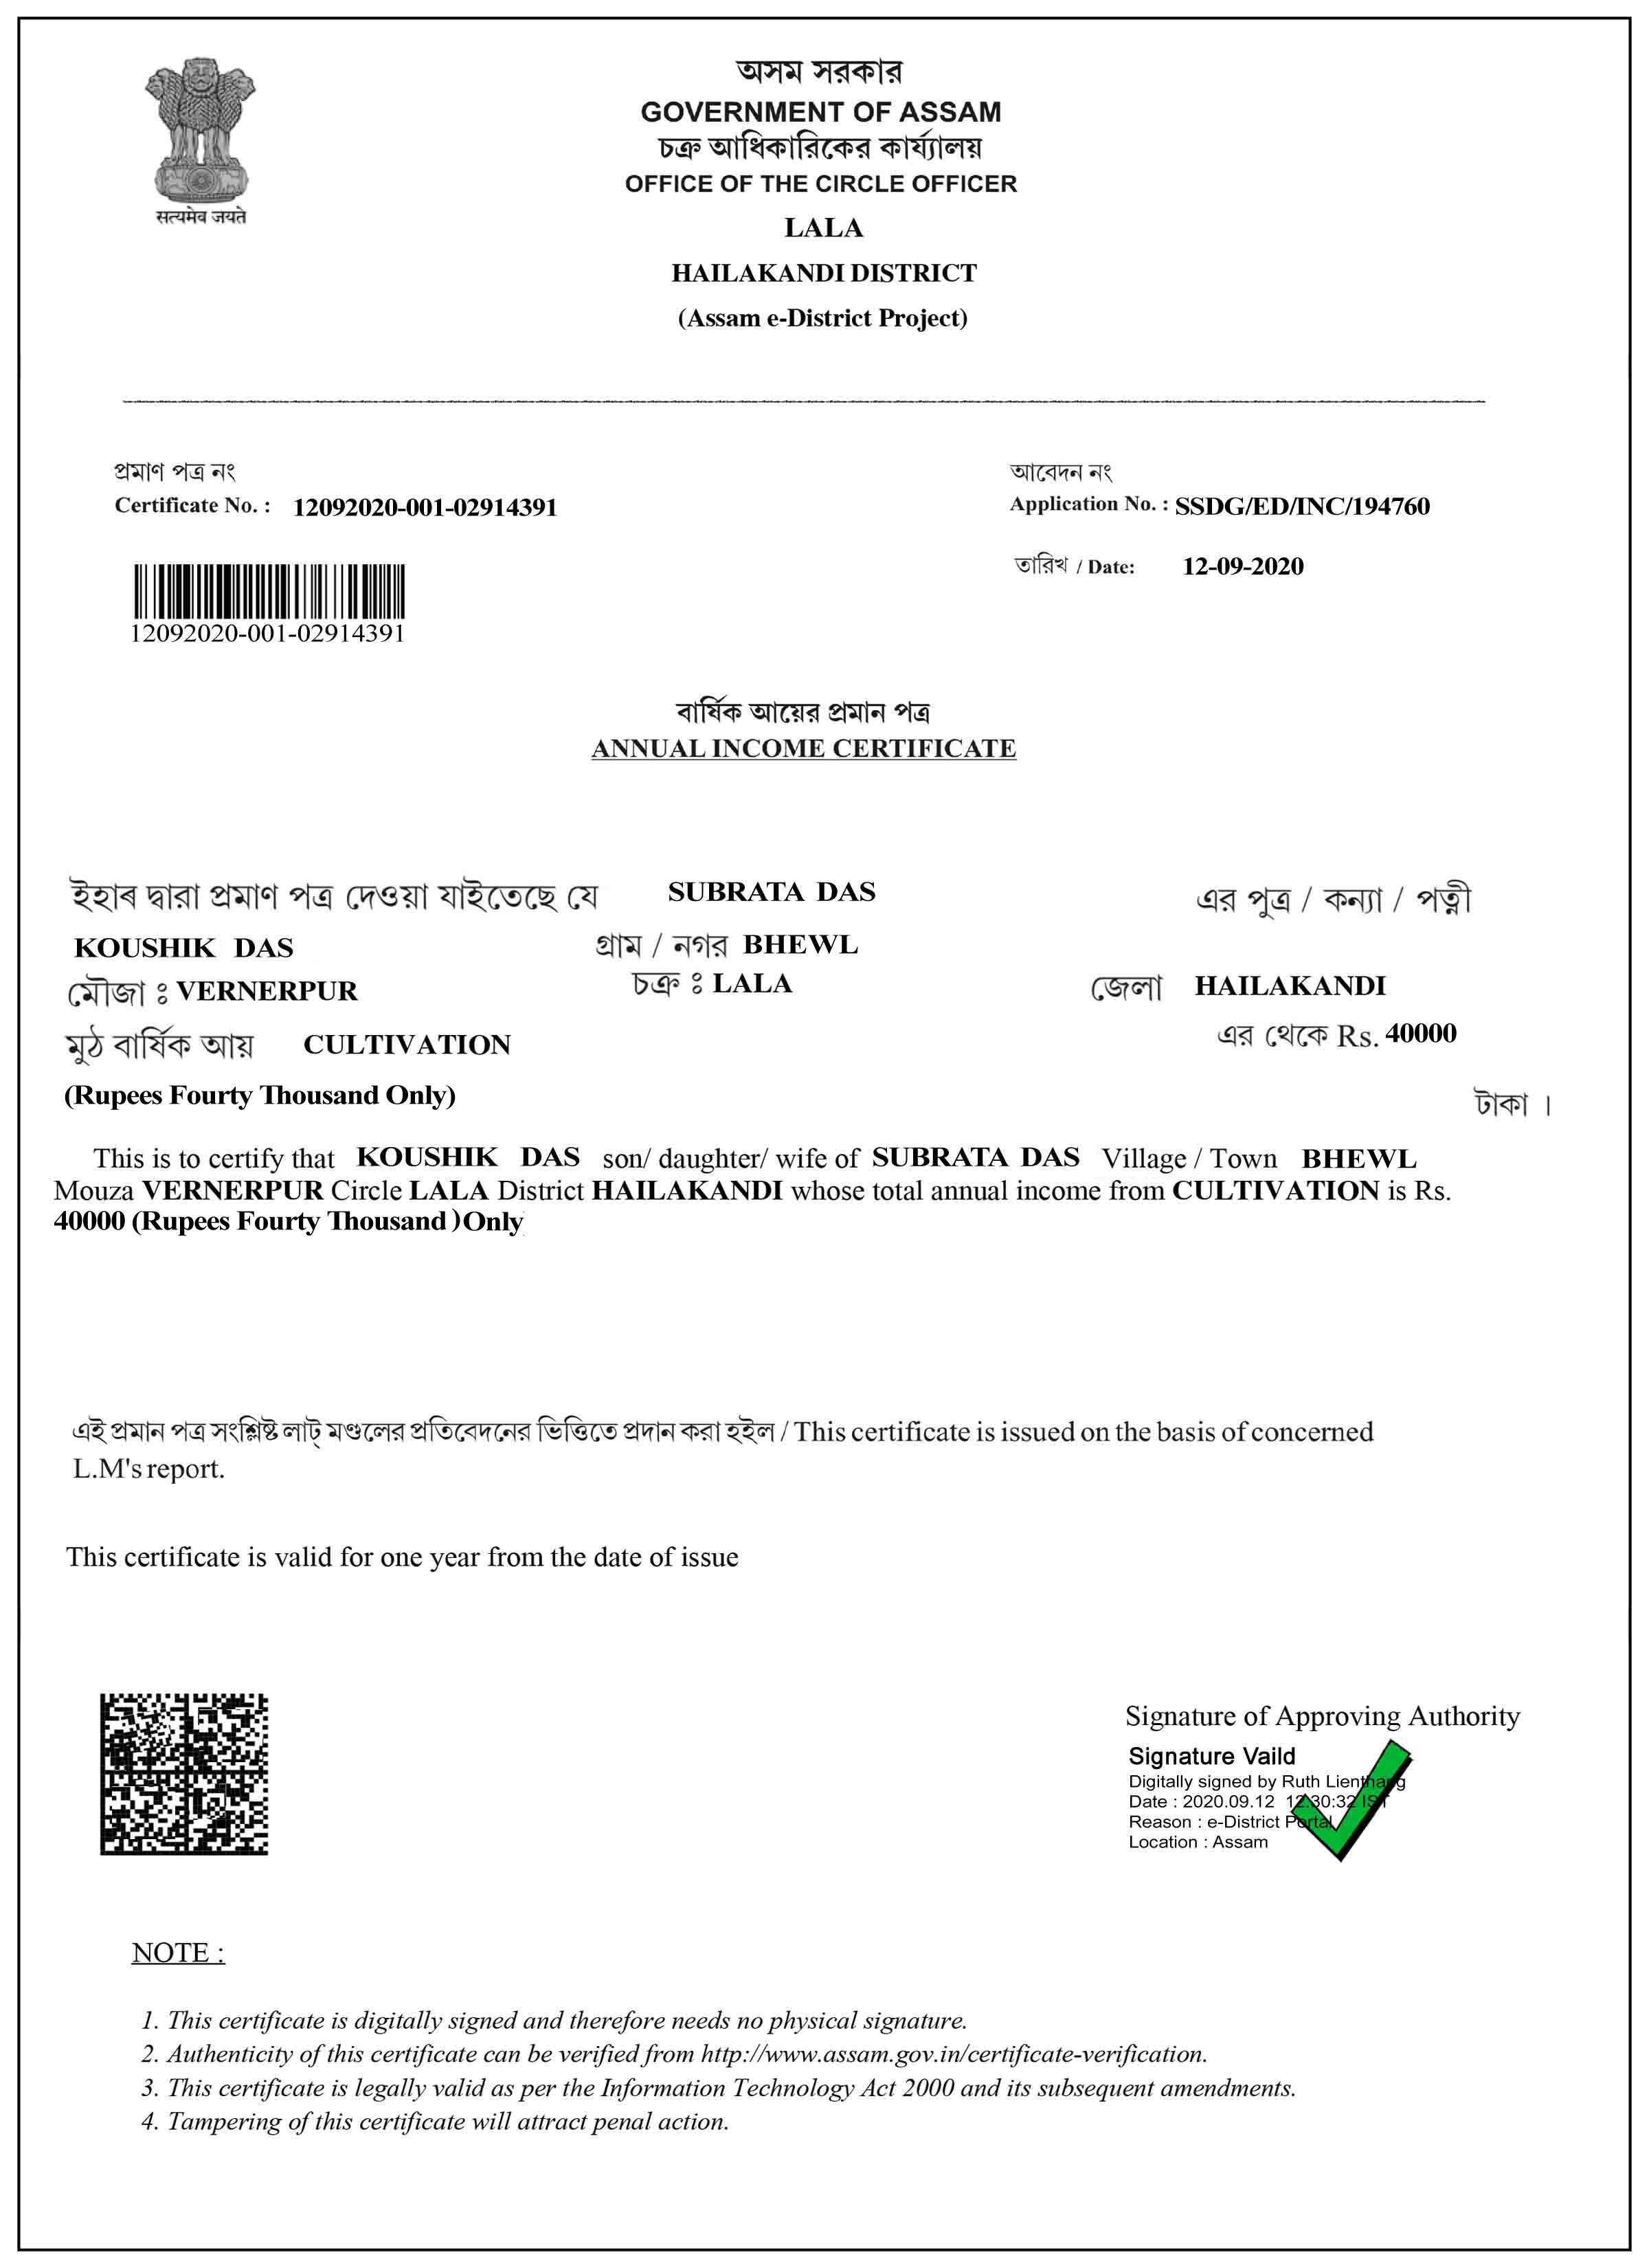 सत्यमेव जयते
অসম সরকার
GOVERNMENT OF ASSAM
চক্র আধিকারিকের কার্য্যালয়
OFFICE OF THE CIRCLE OFFICER
LALA
HAILAKANDI DISTRICT
(Assam e-District Project)
প্রমাণ পত্র নং
Certificate No. : 12092020-001-02914391
আবেদন নং
Application No. : SSDG/ED/INC/194760
তারিখ / Date: 12-09-2020
12092020-001-02914391
বার্ষিক আয়ের প্রমান পত্র
ANNUAL INCOME CERTIFICATE
ইহাৰ দ্বারা প্রমাণ পত্র দেওয়া যাইতেছে যে SUBRATA DAS এর পুত্র / কন্যা / পত্নী
KOUSHIK DAS গ্রাম / নগর BHEWL
মৌজা ঃ VERNERPUR চক্র ঃ LALA জেলা HAILAKANDI
মুঠ বার্ষিক আয় CULTIVATION এর থেকে Rs. 40000
(Rupees Fourty Thousand Only) টাকা ।
This is to certify that KOUSHIK DAS son/ daughter/ wife of SUBRATA DAS Village / Town BHEWL
Mouza VERNERPUR Circle LALA District HAILAKANDI whose total annual income from CULTIVATION is Rs.
40000 (Rupees Fourty Thousand )Only
এই প্রমান পত্র সংশ্লিষ্ট লাট্ মণ্ডলের প্রতিবেদনের ভিত্তিতে প্রদান করা হইল / This certificate is issued on the basis of concerned
L.M's report.
This certificate is valid for one year from the date of issue
Signature of Approving Authority
Signature Vaild
Digitally signed by Ruth Lienthang
Date : 2020.09.12 12:30:32 IST
Reason : e-District Portal
Location : Assam
NOTE :
1. This certificate is digitally signed and therefore needs no physical signature.
2. Authenticity of this certificate can be verified from http://www.assam.gov.in/certificate-verification.
3. This certificate is legally valid as per the Information Technology Act 2000 and its subsequent amendments.
4. Tampering of this certificate will attract penal action.